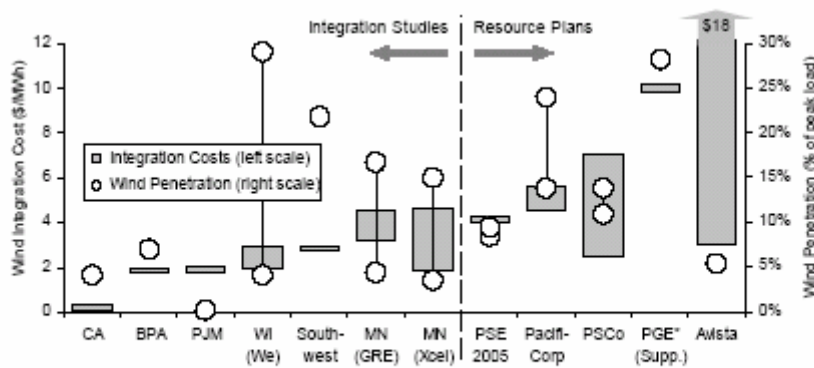 Integration Studies
Resource Plans
$18
Wind Integration Cost ($/MWh)
12
10
8
6
4
2
0
Integration Costs (left scale)
Wind Penetration (right scale)
30%
25%
20%
15%
10%
5%
0%
Wind Penetration (% of peak load)
CA
BPA
PJM
WI
(We)
South-
west
MN
(GRE)
MN
(Xcel)
PSE
2005
Pacifi-
Corp
PSCo
PGE*
(Supp.)
Avista